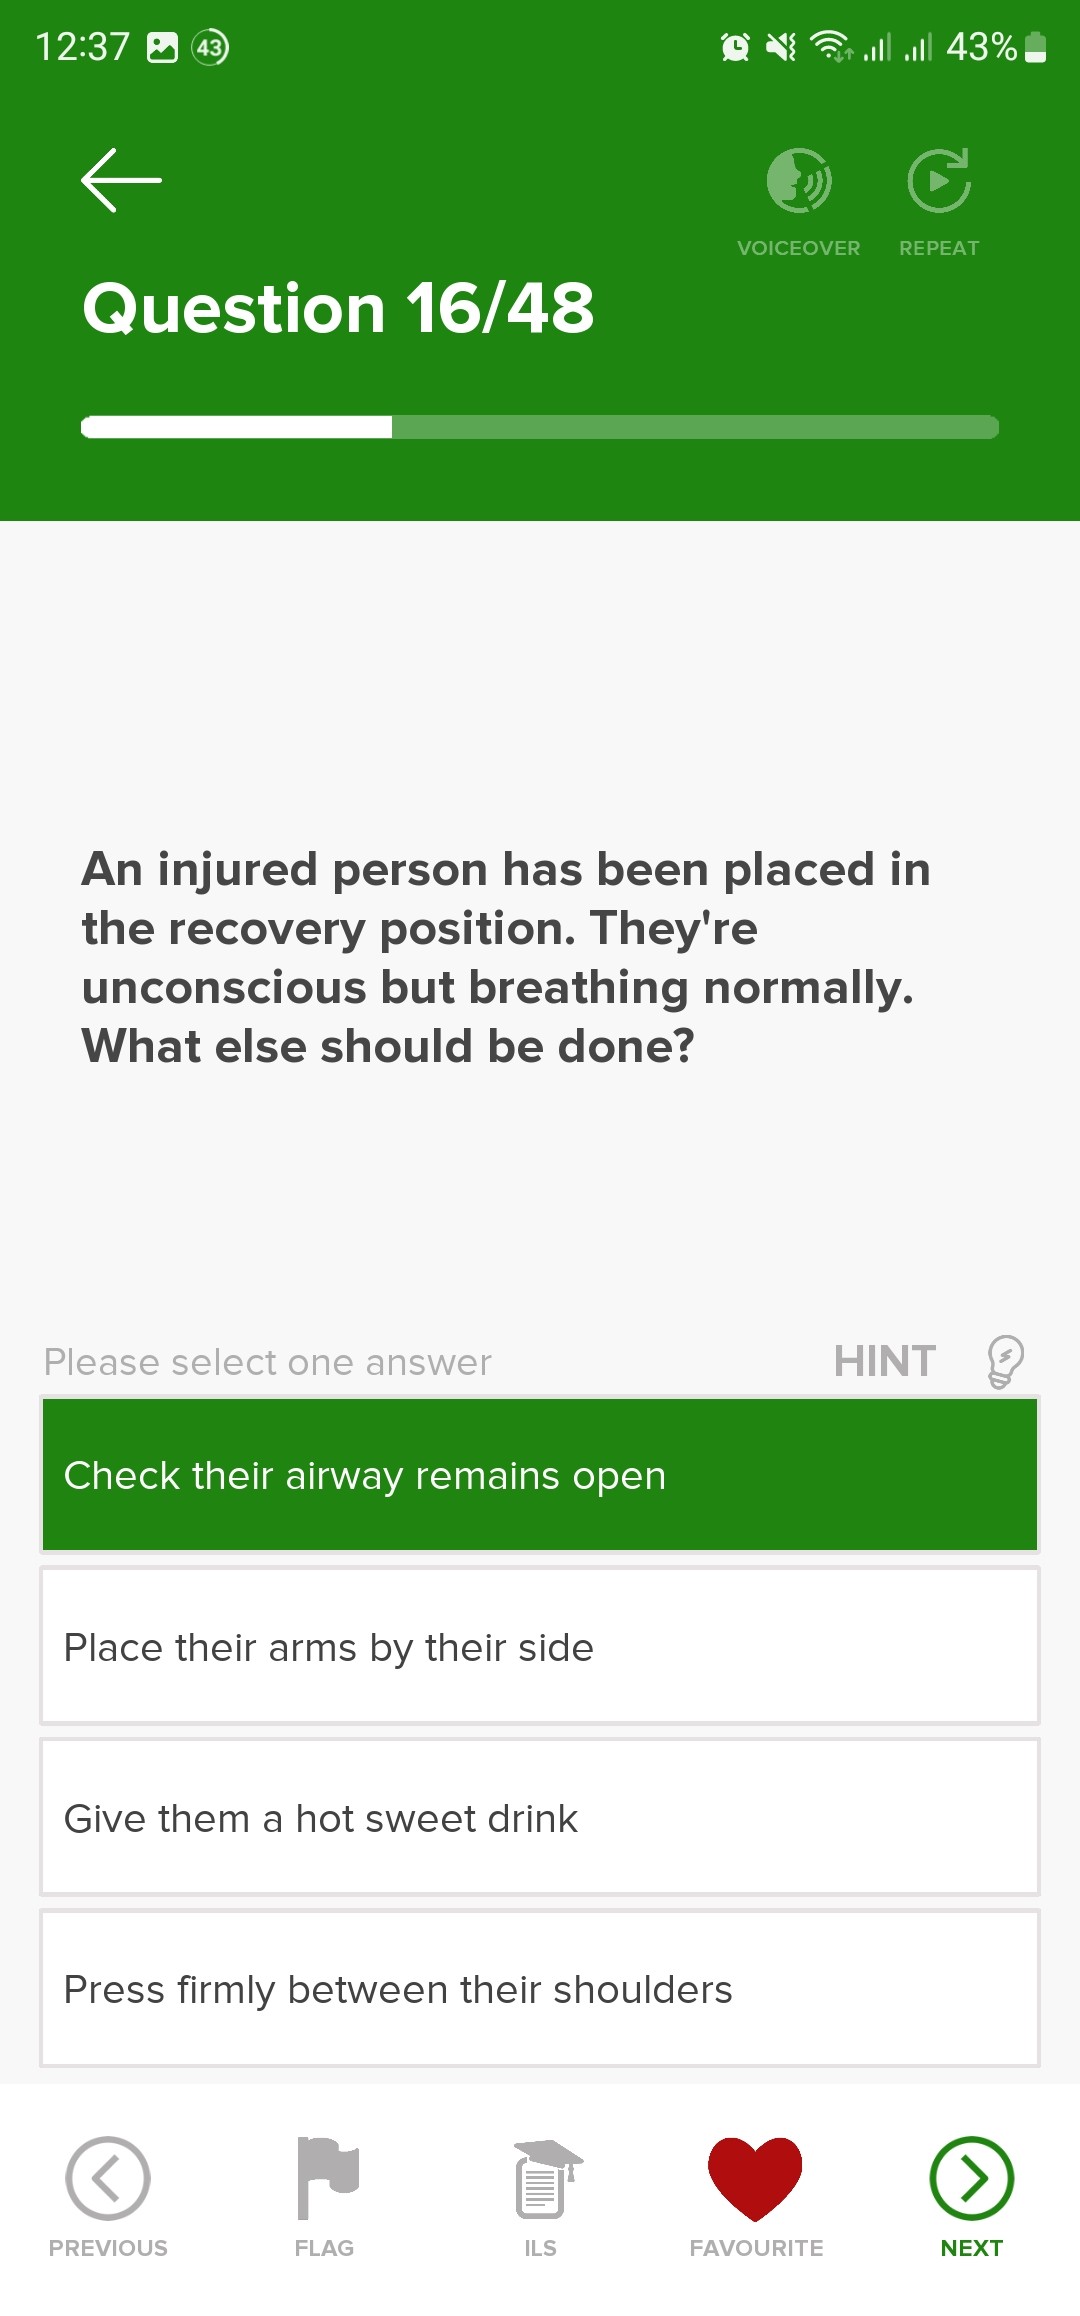 12:37 43 43%
VOICEOVER REPEAT
Question 16/48
An injured person has been placed in
the recovery position. They're
unconscious but breathing normally.
What else should be done?
Please select one answer HINT
Check their airway remains open
Place their arms by their side
Give them a hot sweet drink
Press firmly between their shoulders
PREVIOUS FLAG ILS FAVOURITE NEXT